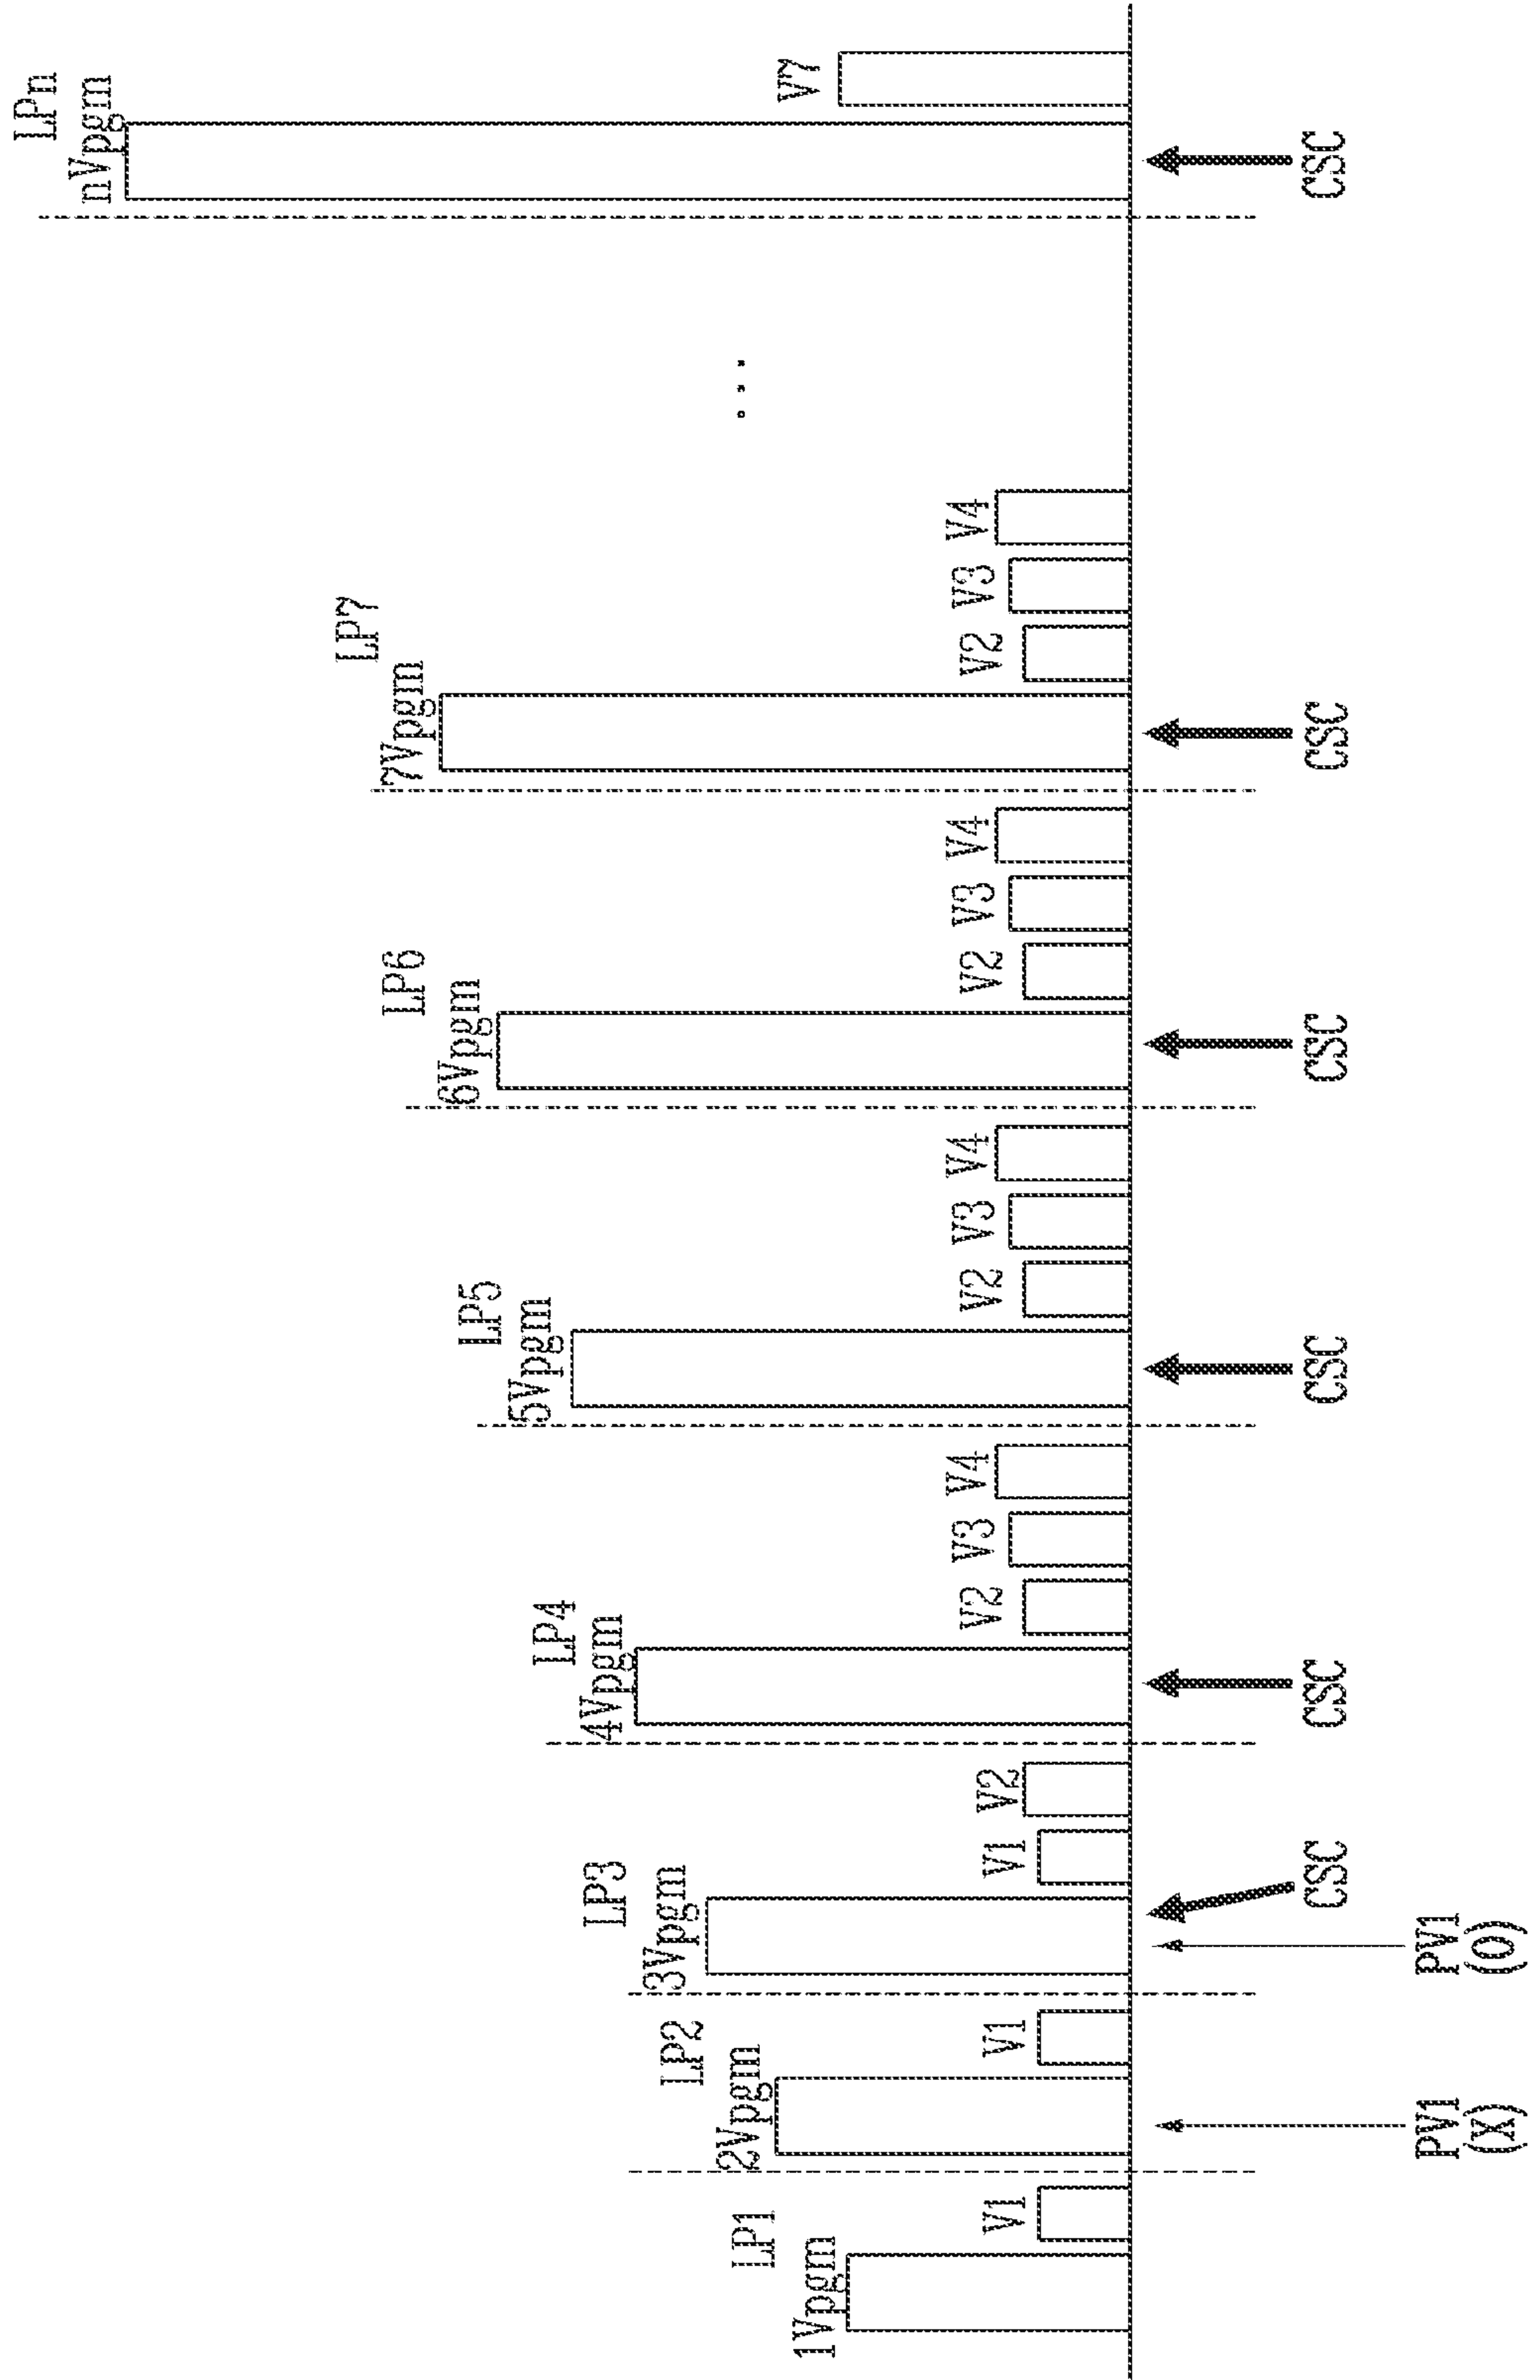 LP1
1Vpgm
V1
LP2
2Vpgm
V1
PV1
(X)
LP3
3Vpgm
V1
V2
PV1
(O)
CSC
LP4
4Vpgm
V2
V3
V4
CSC
LP5
5Vpgm
V2
V3
V4
CSC
LP6
6Vpgm
V2
V3
V4
CSC
LP7
7Vpgm
V2
V3
V4
CSC
...
LPn
nVpgm
V7
CSC